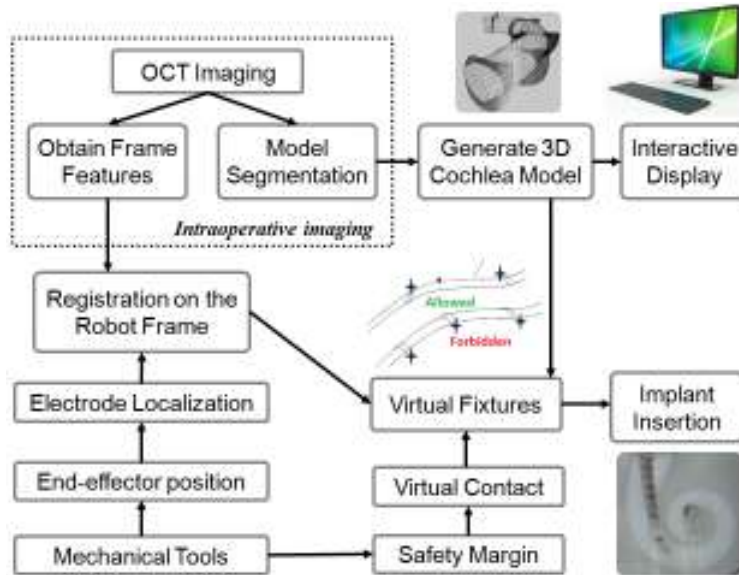 OCT Imaging
Obtain Frame
Features
Model
Segmentation
Generate 3D
Cochlea Model
Interactive
Display
Intraoperative imaging
Registration on the
Robot Frame
Allowed
Forbidden
Electrode Localization
Virtual Fixtures
Implant
Insertion
End-effector position
Virtual Contact
Mechanical Tools
Safety Margin